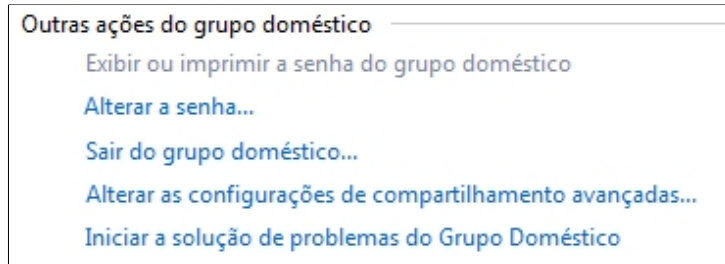 Outras ações do grupo doméstico
Exibir ou imprimir a senha do grupo doméstico
Alterar a senha...
Sair do grupo doméstico...
Alterar as configurações de compartilhamento avançadas...
Iniciar a solução de problemas do Grupo Doméstico